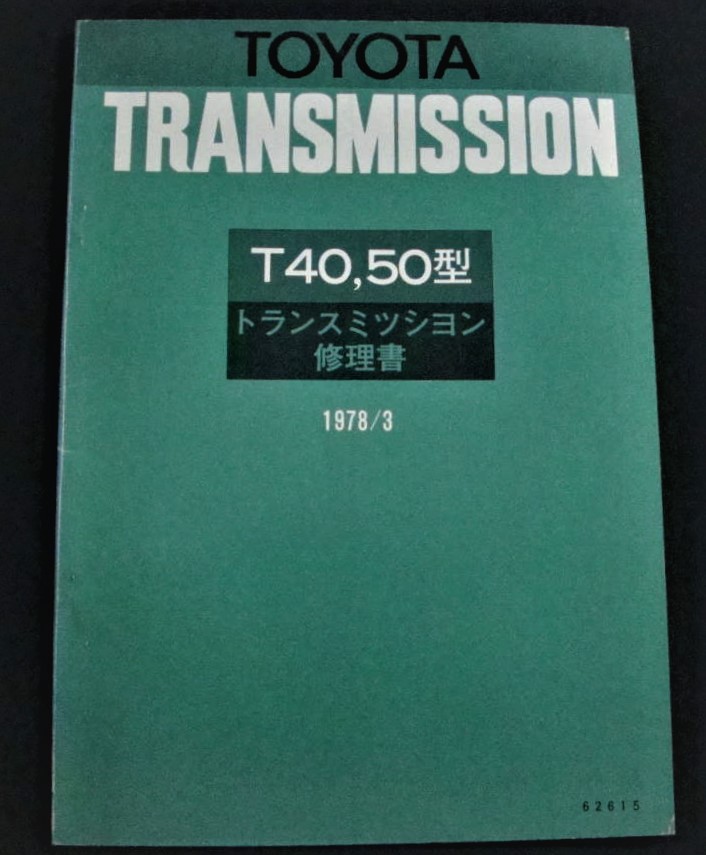 TOYOTA
TRANSMISSION
T40,50型
トランスミツシヨン
修理書
1978/3
62615